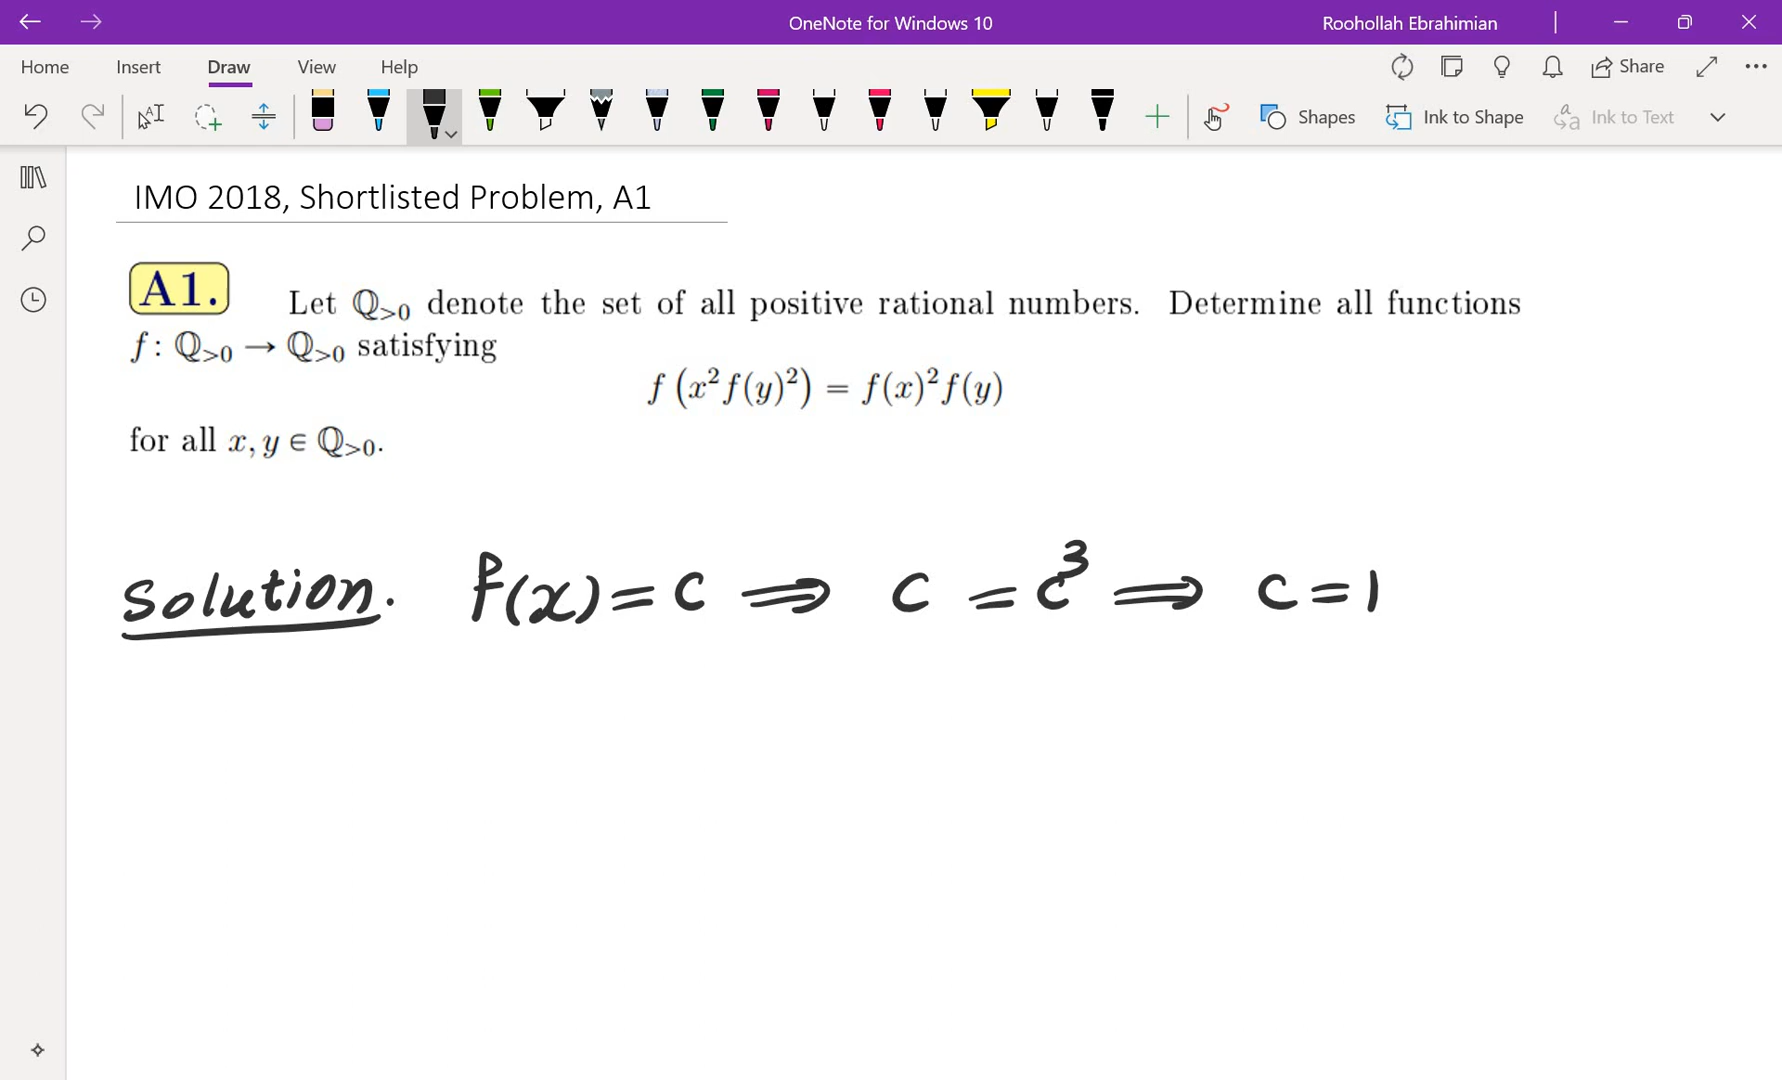 OneNote for Windows 10
Roohollah Ebrahimian
Home Insert Draw View Help
Share
Shapes Ink to Shape Ink to Text
IMO 2018, Shortlisted Problem, A1
A1. Let ℚ>0 denote the set of all positive rational numbers. Determine all functions
f: ℚ>0 → ℚ>0 satisfying
f (x²f(y)²) = f(x)²f(y)
for all x, y ∈ ℚ>0.
Solution. f(x) = c ⟹ c = c³ ⟹ c = 1